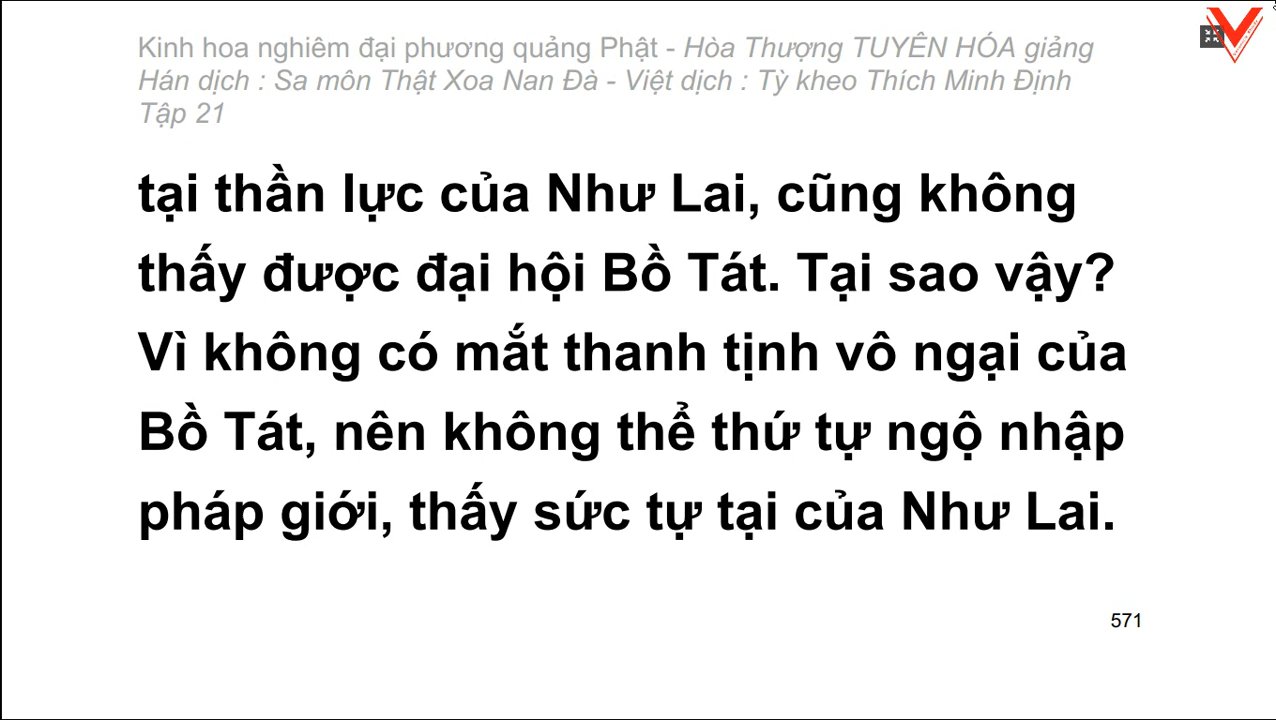 Kinh hoa nghiêm đại phương quảng Phật - Hòa Thượng TUYÊN HÓA giảng
Hán dịch : Sa môn Thật Xoa Nan Đà - Việt dịch : Tỳ kheo Thích Minh Định
Tập 21
tại thần lực của Như Lai, cũng không
thấy được đại hội Bồ Tát. Tại sao vậy?
Vì không có mắt thanh tịnh vô ngại của
Bồ Tát, nên không thể thứ tự ngộ nhập
pháp giới, thấy sức tự tại của Như Lai.
571